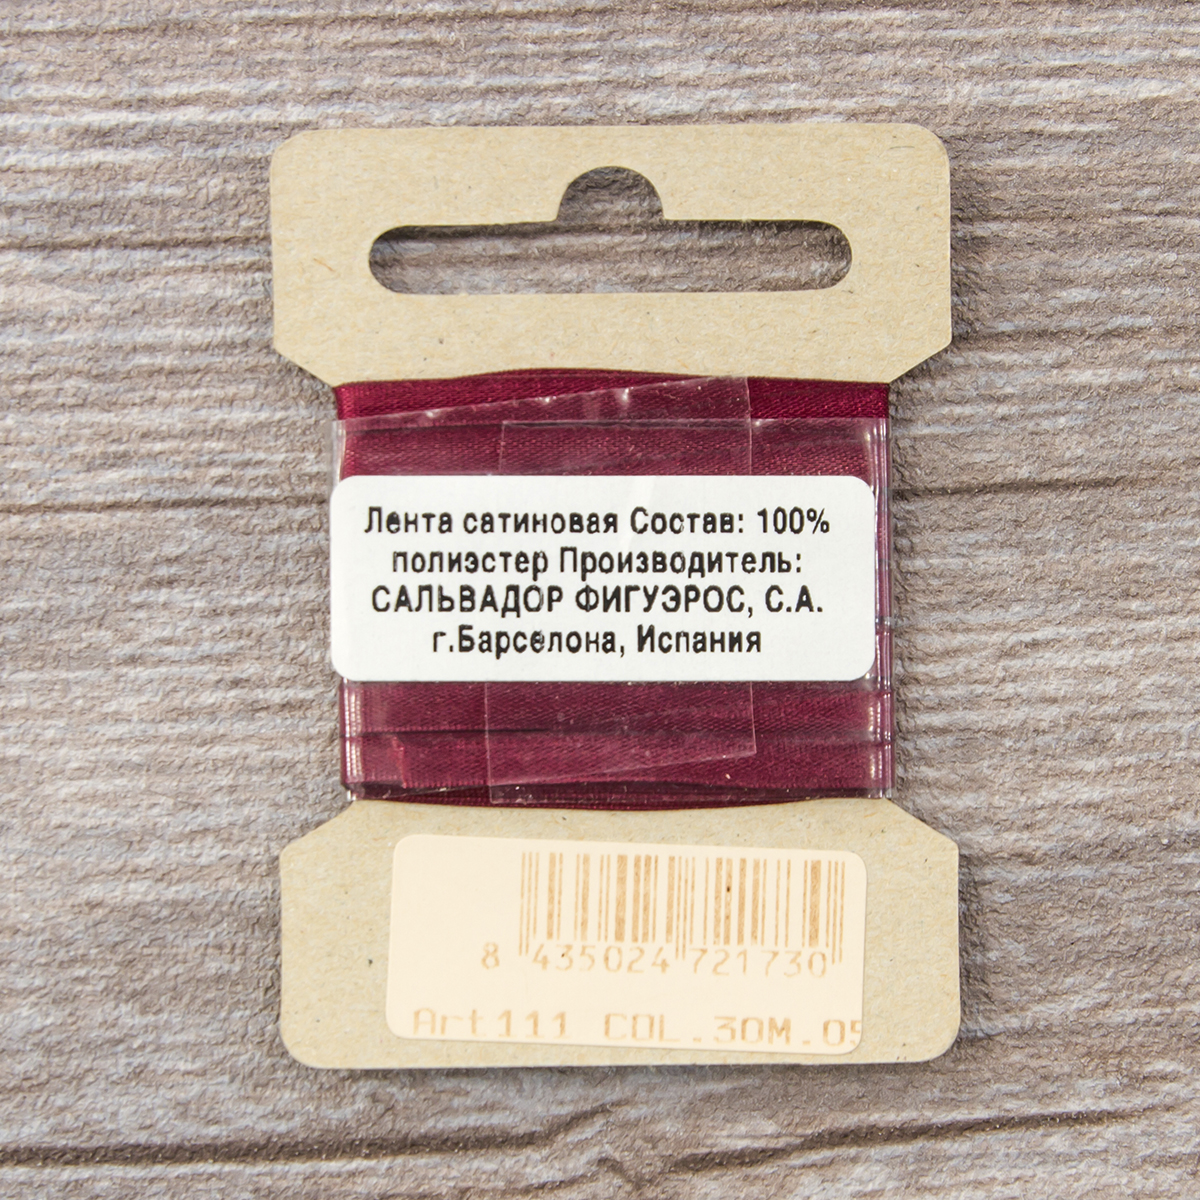 Лента сатиновая Состав: 100%
полиэстер Производитель:
САЛЬВАДОР ФИГУЭРОС, С.А.
г.Барселона, Испания
8 435024 721730
Art111 COL.30M.05